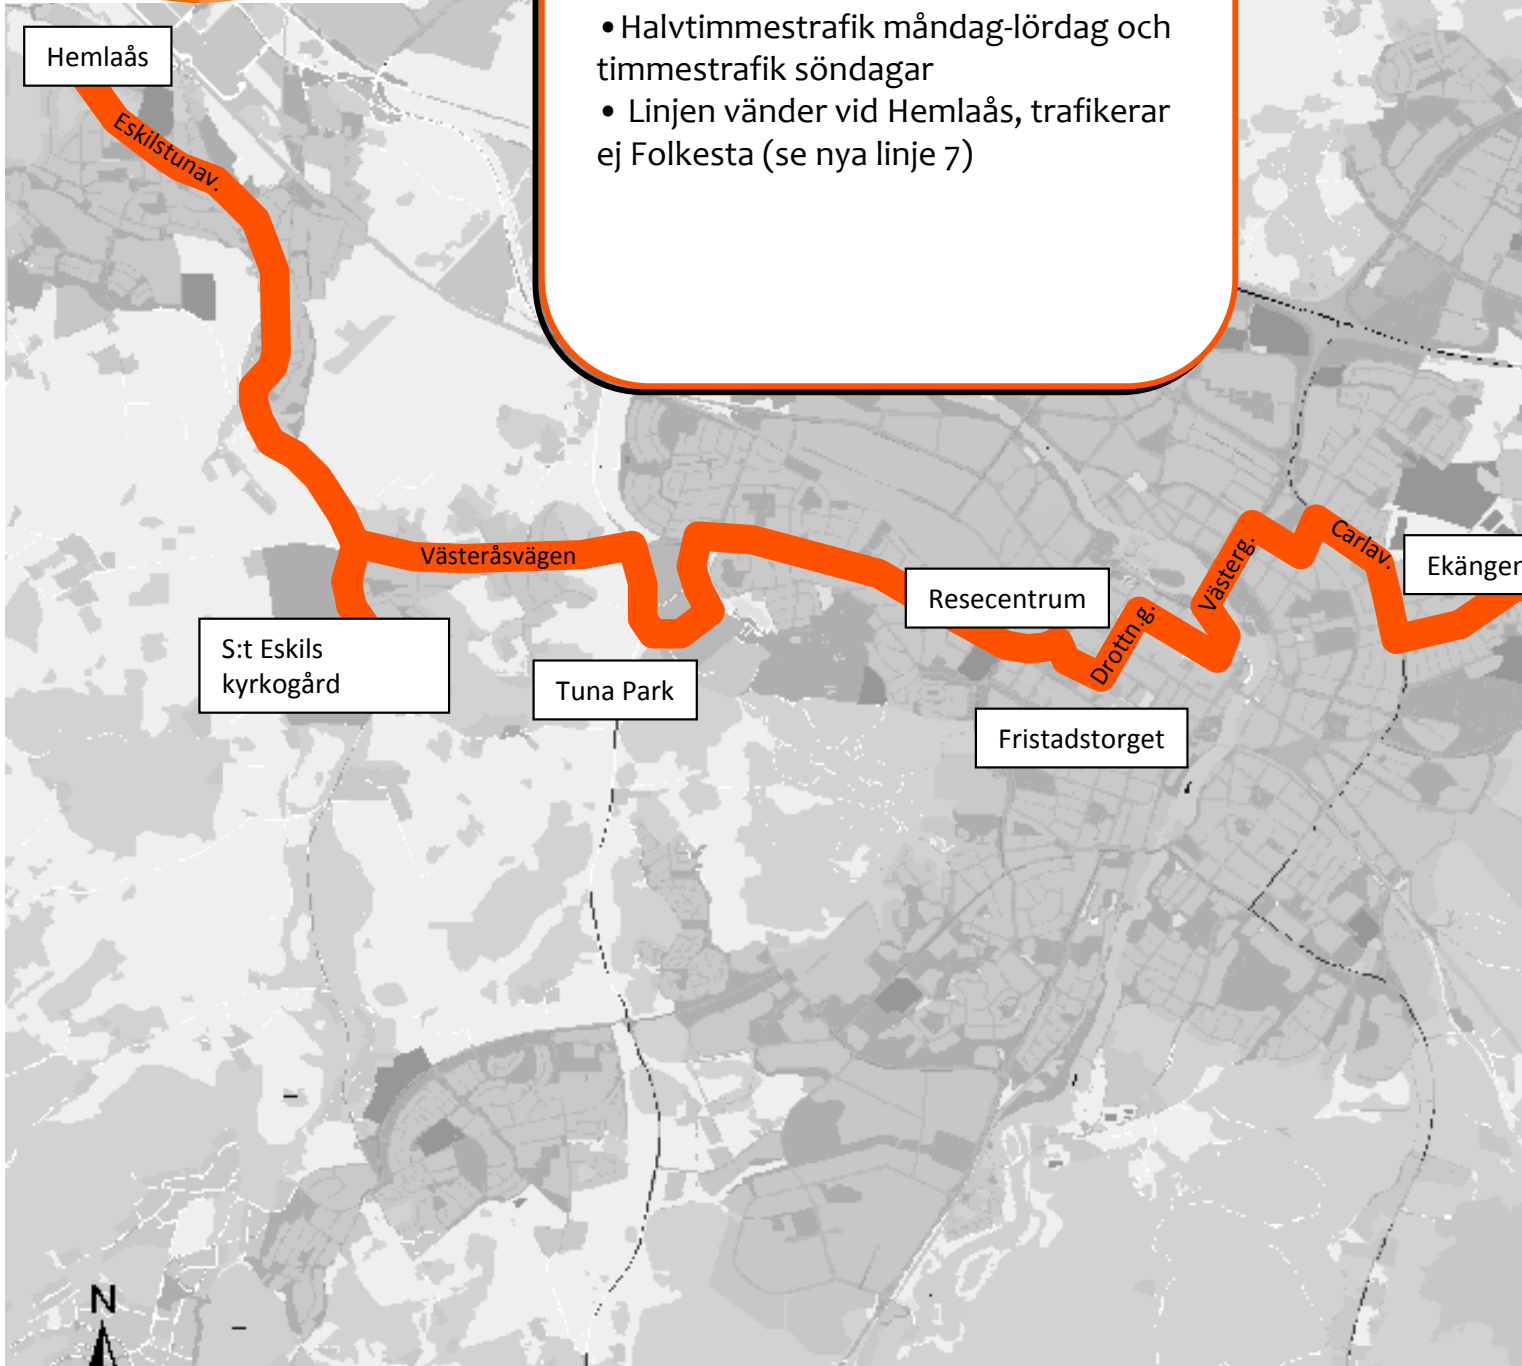 •Halvtimmestrafik måndag-lördag och
timmestrafik söndagar
• Linjen vänder vid Hemlaås, trafikerar
ej Folkesta (se nya linje 7)
Hemlaås
Eskilstunav.
Västeråsvägen
S:t Eskils
kyrkogård
Tuna Park
Resecentrum
Drottn.g.
Fristadstorget
Västerg.
Carlav.
Ekängen
N